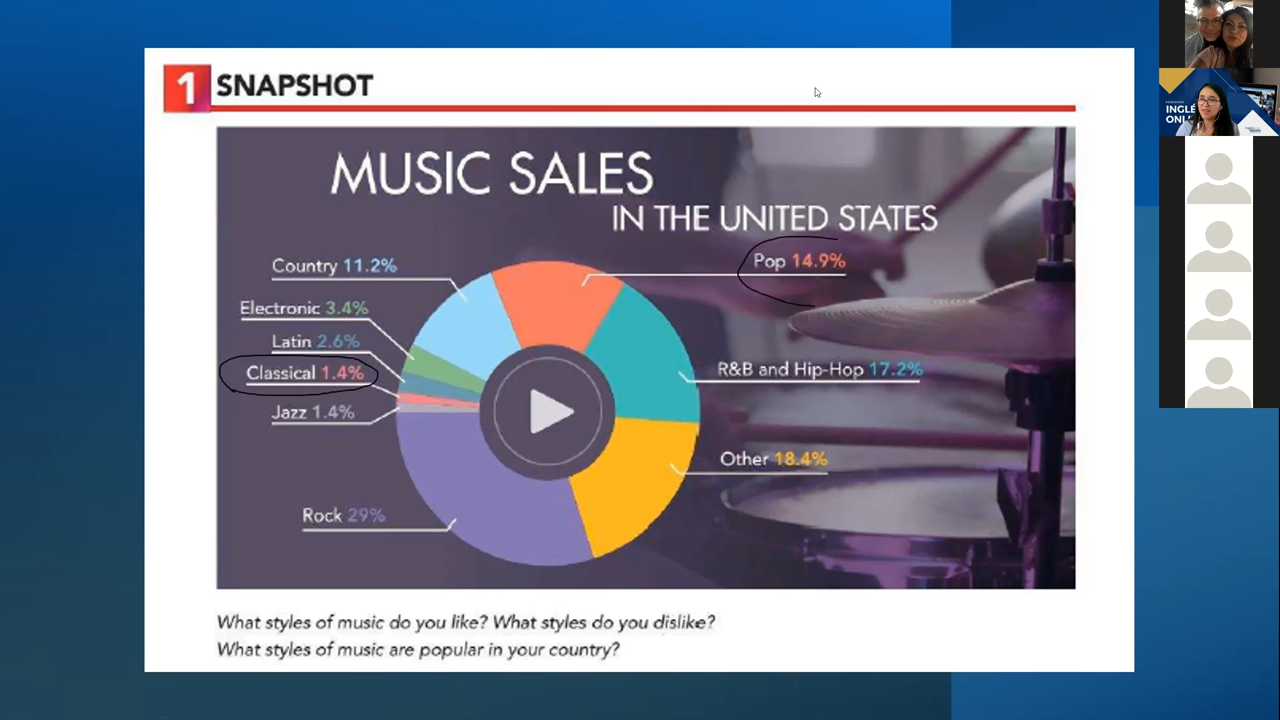 1 SNAPSHOT
MUSIC SALES
IN THE UNITED STATES
Country 11.2%
Pop 14.9%
Electronic 3.4%
Latin 2.6%
Classical 1.4%
R&B and Hip-Hop 17.2%
Jazz 1.4%
Other 18.4%
Rock 29%
What styles of music do you like? What styles do you dislike?
What styles of music are popular in your country?